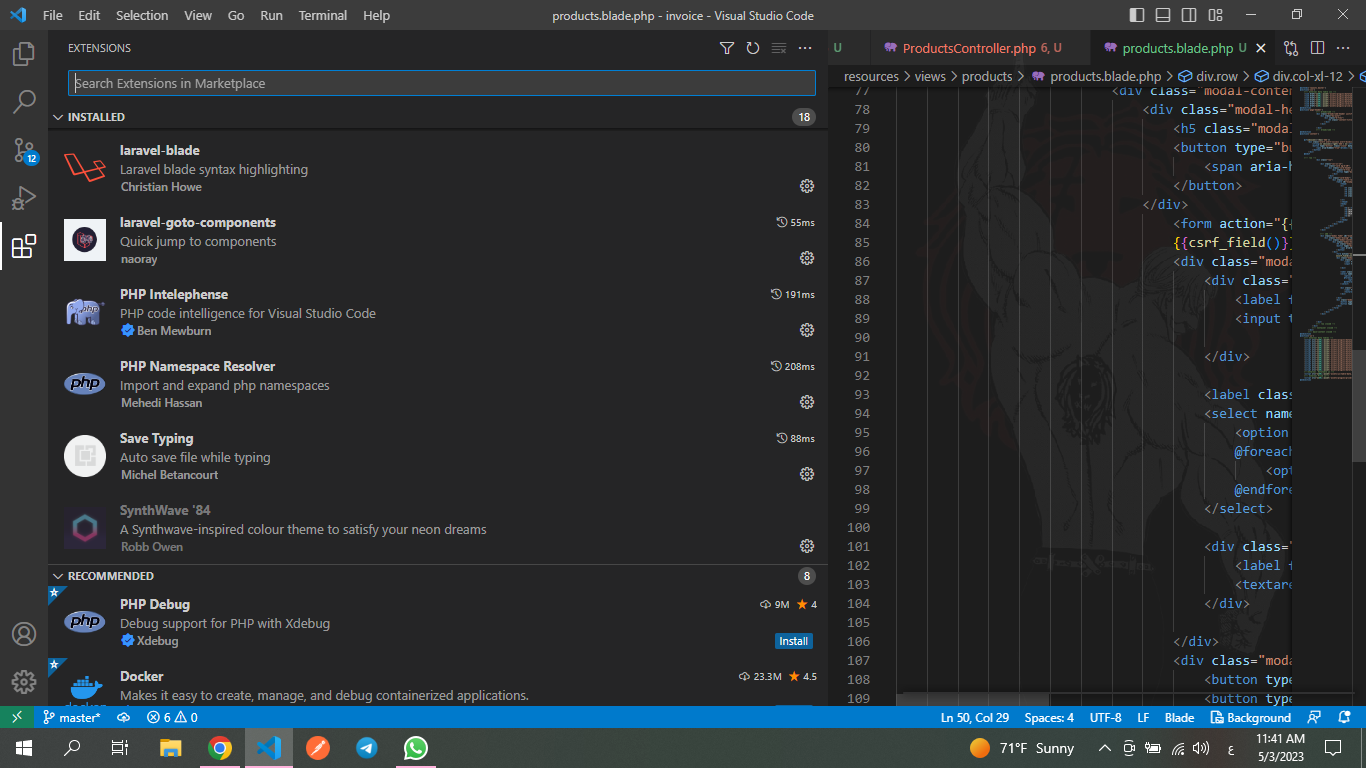 File Edit Selection View Go Run Terminal Help
products.blade.php - invoice - Visual Studio Code
EXTENSIONS
Search Extensions in Marketplace
INSTALLED 18
laravel-blade
Laravel blade syntax highlighting
Christian Howe
laravel-goto-components 55ms
Quick jump to components
naoray
PHP Intelephense 191ms
PHP code intelligence for Visual Studio Code
Ben Mewburn
PHP Namespace Resolver 208ms
Import and expand php namespaces
Mehedi Hassan
Save Typing 88ms
Auto save file while typing
Michel Betancourt
SynthWave '84
A Synthwave-inspired colour theme to satisfy your neon dreams
Robb Owen
RECOMMENDED 8
PHP Debug 9M 4
Debug support for PHP with Xdebug
Xdebug Install
Docker 23.3M 4.5
Makes it easy to create, manage, and debug containerized applications.
12
php
php
php
U ProductsController.php 6, U products.blade.php U
resources > views > products > products.blade.php > div.row > div.col-xl-12 >
77 <div class="modal-conten
78 <div class="modal-he
79 <h5 class="moda
80 <button type="bu
81 <span aria-h
82 </button>
83 </div>
84 <form action="{{
85 {{csrf_field()}}
86 <div class="moda
87 <div class="
88 <label f
89 <input t
90
91 </div>
92
93 <label class
94 <select name
95 <option
96 @foreach
97 <opt
98 @endfore
99 </select>
100
101 <div class="
102 <label f
103 <textare
104 </div>
105
106 </div>
107 <div class="moda
108 <button type
109 <button type
master* 6 0
Ln 50, Col 29 Spaces: 4 UTF-8 LF Blade Background
71°F Sunny ع 11:41 AM
5/3/2023